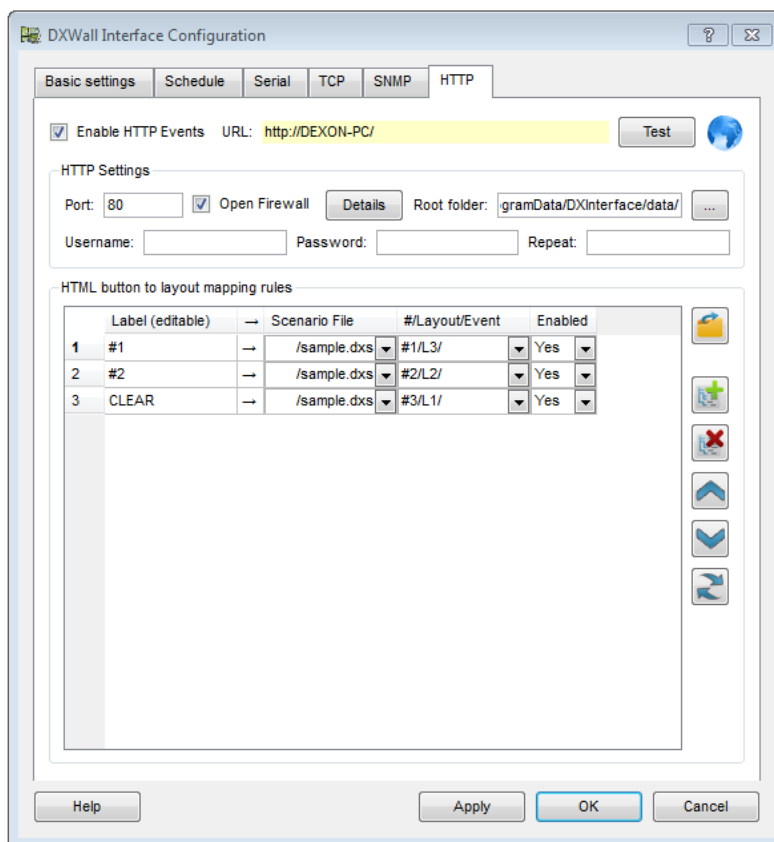 DXWall Interface Configuration
Basic settings Schedule Serial TCP SNMP HTTP
Enable HTTP Events URL: http://DEXON-PC/ Test
HTTP Settings
Port: 80 Open Firewall Details Root folder: gramData/DXInterface/data/ ...
Username: Password: Repeat:
HTML button to layout mapping rules
Label (editable) → Scenario File #/Layout/Event Enabled
1 #1 → /sample.dxs #1/L3/ Yes
2 #2 → /sample.dxs #2/L2/ Yes
3 CLEAR → /sample.dxs #3/L1/ Yes
Help Apply OK Cancel